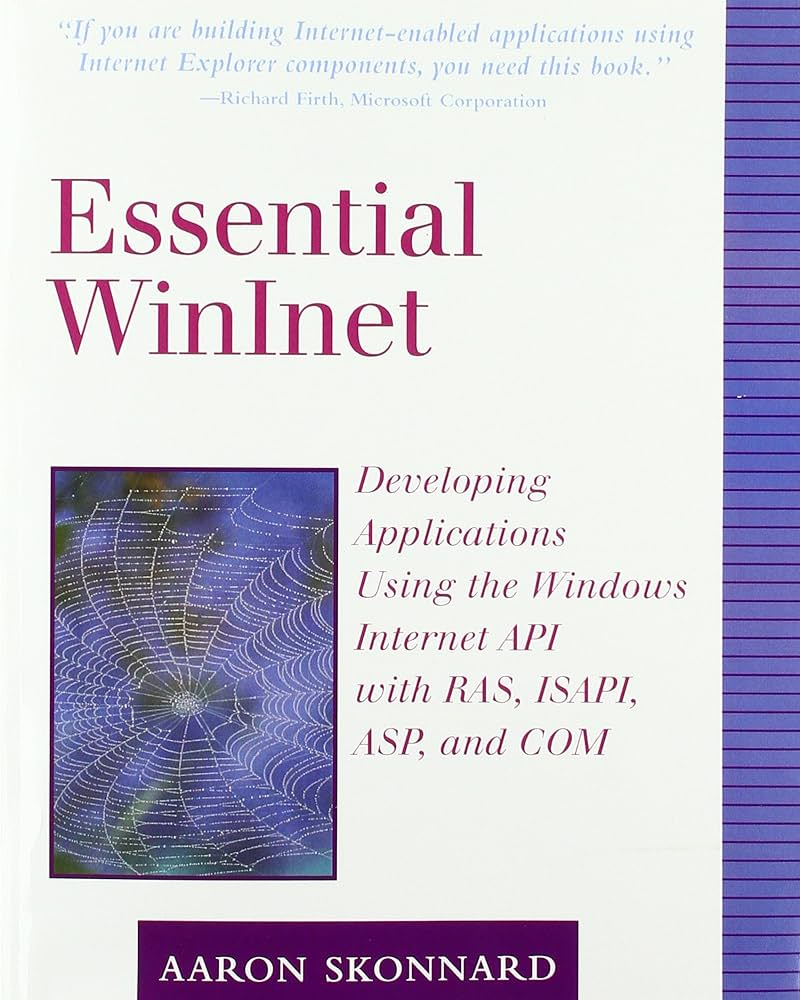 “If you are building Internet-enabled applications using
Internet Explorer components, you need this book.”
—Richard Firth, Microsoft Corporation
Essential
WinInet
Developing
Applications
Using the Windows
Internet API
with RAS, ISAPI,
ASP, and COM
AARON SKONNARD